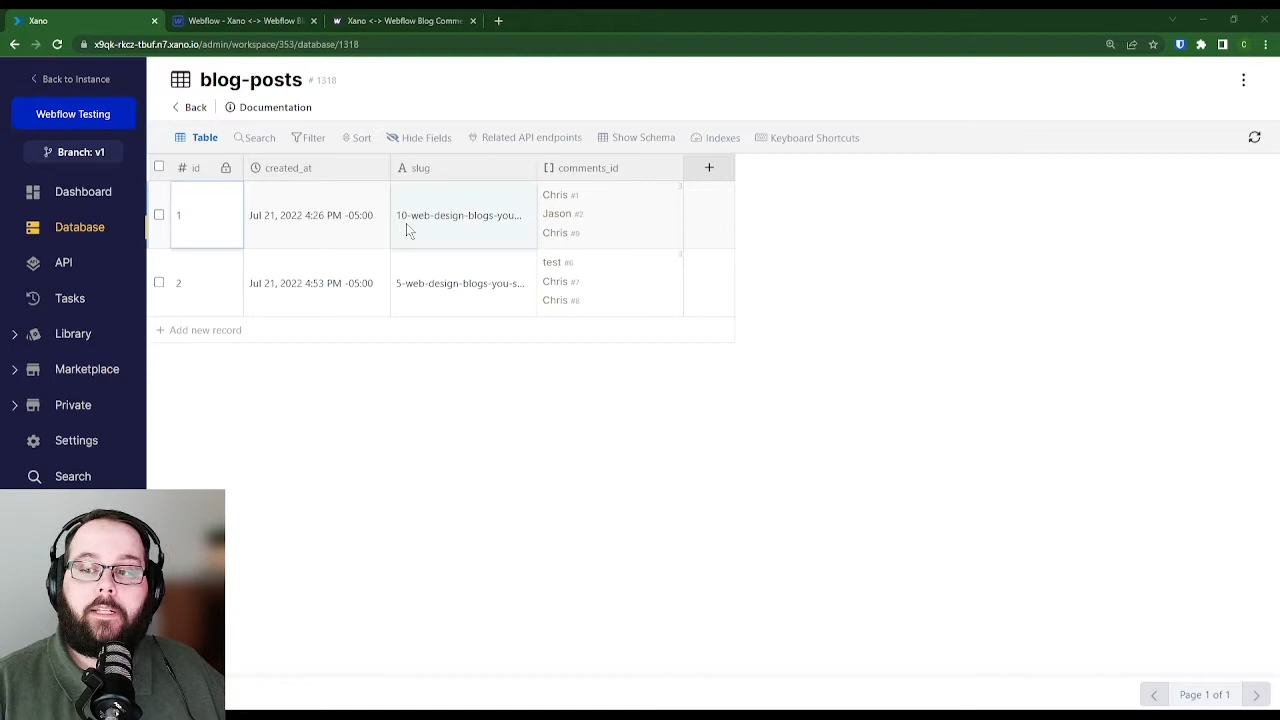 Xano
Webflow - Xano <-> Webflow Bl
Xano <-> Webflow Blog Comme
x9qk-rkcz-tbuf.n7.xano.io/admin/workspace/353/database/1318
Back to Instance
Webflow Testing
Branch: v1
Dashboard
Database
API
Tasks
Library
Marketplace
Private
Settings
Search
blog-posts # 1318
Back
Documentation
Table
Search
Filter
Sort
Hide Fields
Related API endpoints
Show Schema
Indexes
Keyboard Shortcuts
# id
created_at
A slug
[] comments_id
+
1
Jul 21, 2022 4:26 PM -05:00
10-web-design-blogs-you...
Chris #1
Jason #2
Chris #9
3
2
Jul 21, 2022 4:53 PM -05:00
5-web-design-blogs-you-s...
test #6
Chris #7
Chris #8
3
+ Add new record
Page 1 of 1